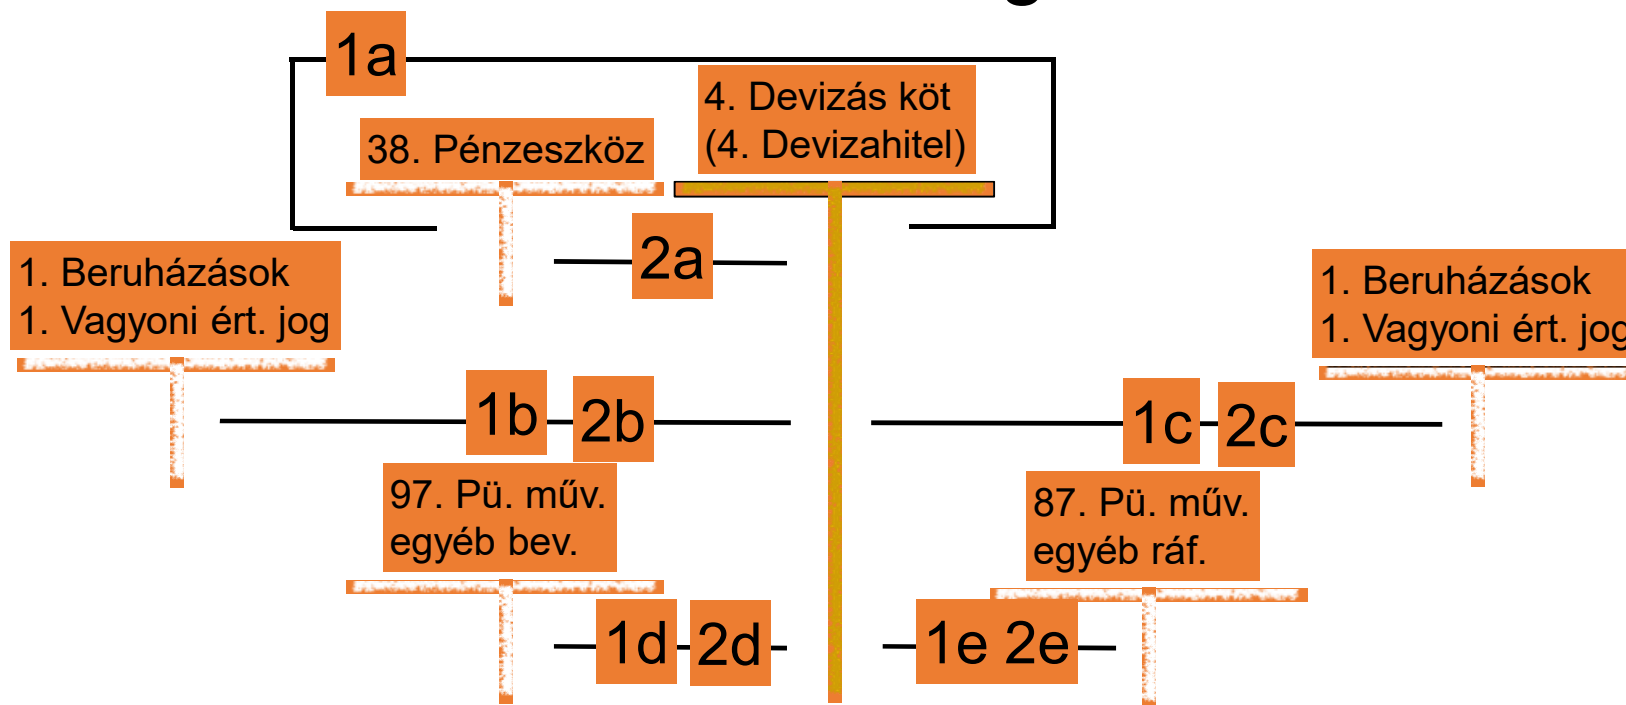 1a
4. Devizás köt
(4. Devizahitel)
38. Pénzeszköz
2a
1. Beruházások
1. Vagyoni ért. jog
1. Beruházások
1. Vagyoni ért. jog
1b
2b
1c
2c
97. Pü. műv.
egyéb bev.
87. Pü. műv.
egyéb ráf.
1d
2d
1e 2e